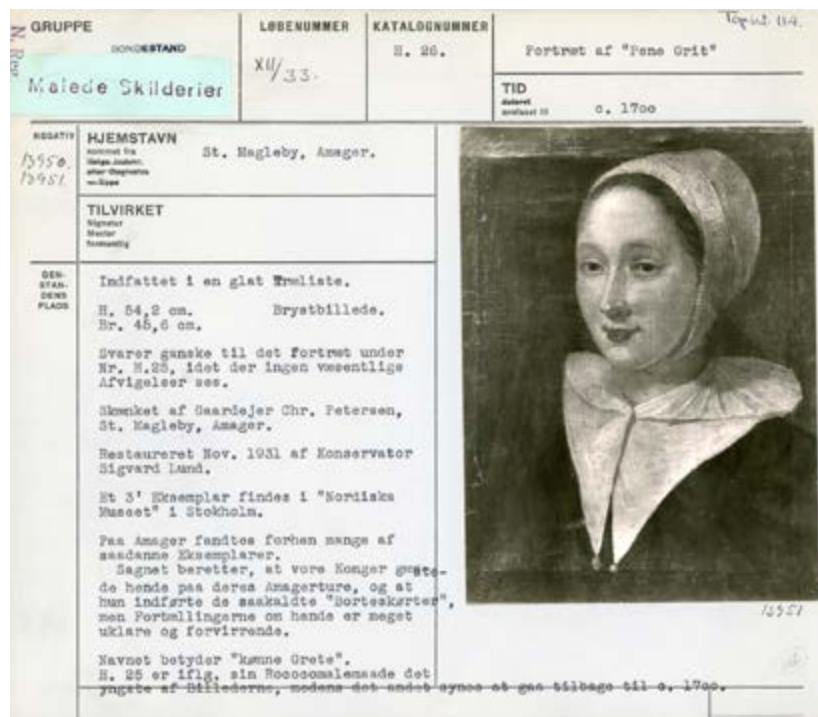 GRUPPE
LØBENUMMER
KATALOGNUMMER
Top.
BONDESTAND
H. 26.
Portræt af "Pene Grit"
XII/33.
Malede Skilderier
N. Reg
TID
dateret
c. 1700
NEGATIV
13950.
13951.
HJEMSTAVN
St. Magleby, Amager.
TILVIRKET
Signatur
Mester
formentlig
GEN-
STAN-
DENS
PLADS
Indfattet i en glat Træliste.
H. 54,2 cm. Brystbillede.
Br. 45,6 cm.
Svarer ganske til det Portræt under
Nr. H.25, idet der ingen væsentlige
Afvigelser ses.
Skænket af Gaardejer Chr. Petersen,
St. Magleby, Amager.
Restaureret Nov. 1931 af Konservator
Sigvard Lund.
Et 3' Eksemplar findes i "Nordiska
Museet" i Stokholm.
Paa Amager fandtes forhen mange af
saadanne Eksemplarer.
Sagnet beretter, at vore Konger gæste-
de hende paa deres Amagerture, og at
hun indførte de saakaldte "Borteskørter",
men Fortællingerne om hende er meget
uklare og forvirrende.
Navnet betyder "kønne Grete".
H. 25 er iflg. sin Rococomalemaade det
yngste af Billederne, medens det andet synes at gaa tilbage til c. 1700.
13951